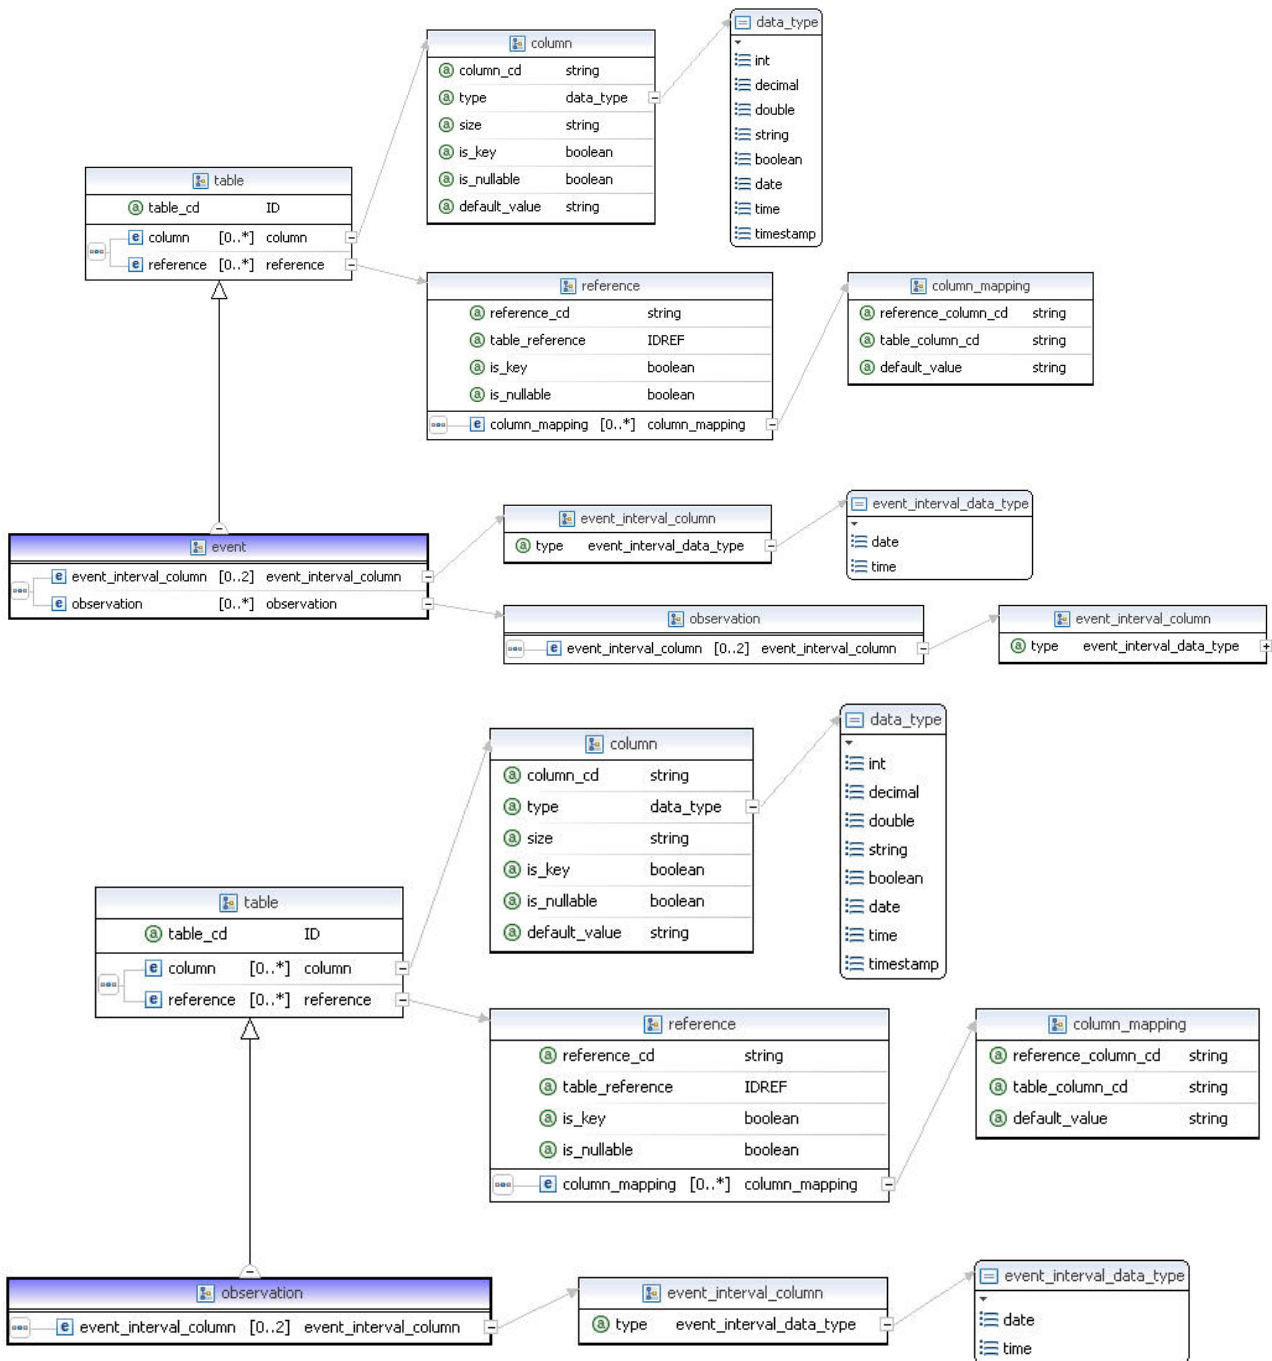 data_type
int
decimal
double
string
boolean
date
time
timestamp
column
column_cd string
type data_type
size string
is_key boolean
is_nullable boolean
default_value string
table
table_cd ID
column [0..*] column
reference [0..*] reference
reference
reference_cd string
table_reference IDREF
is_key boolean
is_nullable boolean
column_mapping [0..*] column_mapping
column_mapping
reference_column_cd string
table_column_cd string
default_value string
event
event_interval_column [0..2] event_interval_column
observation [0..*] observation
event_interval_column
type event_interval_data_type
event_interval_data_type
date
time
observation
event_interval_column [0..2] event_interval_column
event_interval_column
type event_interval_data_type
data_type
int
decimal
double
string
boolean
date
time
timestamp
column
column_cd string
type data_type
size string
is_key boolean
is_nullable boolean
default_value string
table
table_cd ID
column [0..*] column
reference [0..*] reference
reference
reference_cd string
table_reference IDREF
is_key boolean
is_nullable boolean
column_mapping [0..*] column_mapping
column_mapping
reference_column_cd string
table_column_cd string
default_value string
observation
event_interval_column [0..2] event_interval_column
event_interval_column
type event_interval_data_type
event_interval_data_type
date
time